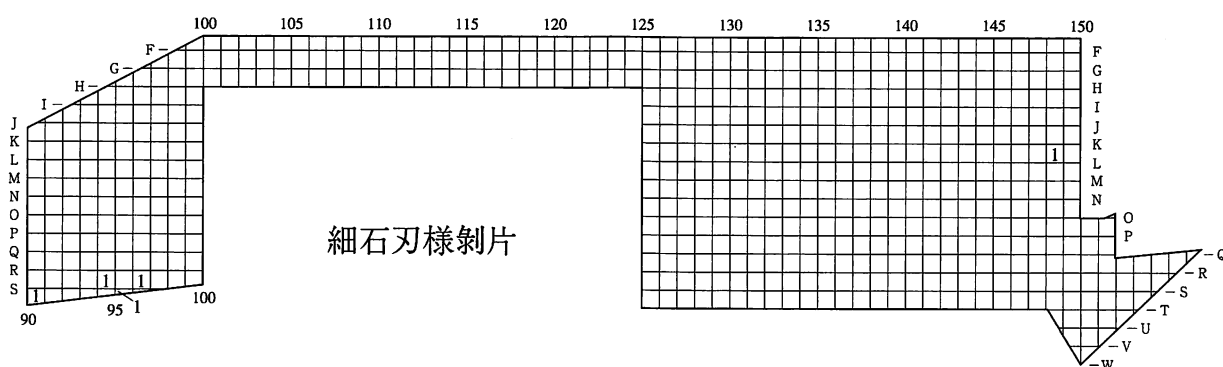 100 105 110 115 120 125 130 135 140 145 150
F F
G G
H H
I I
J J
K K
1
L L
M M
N N
O O
P P
Q Q
R 1 1 R
S 1 S
90 95 1 100
T
U
V
W
細石刃様剝片